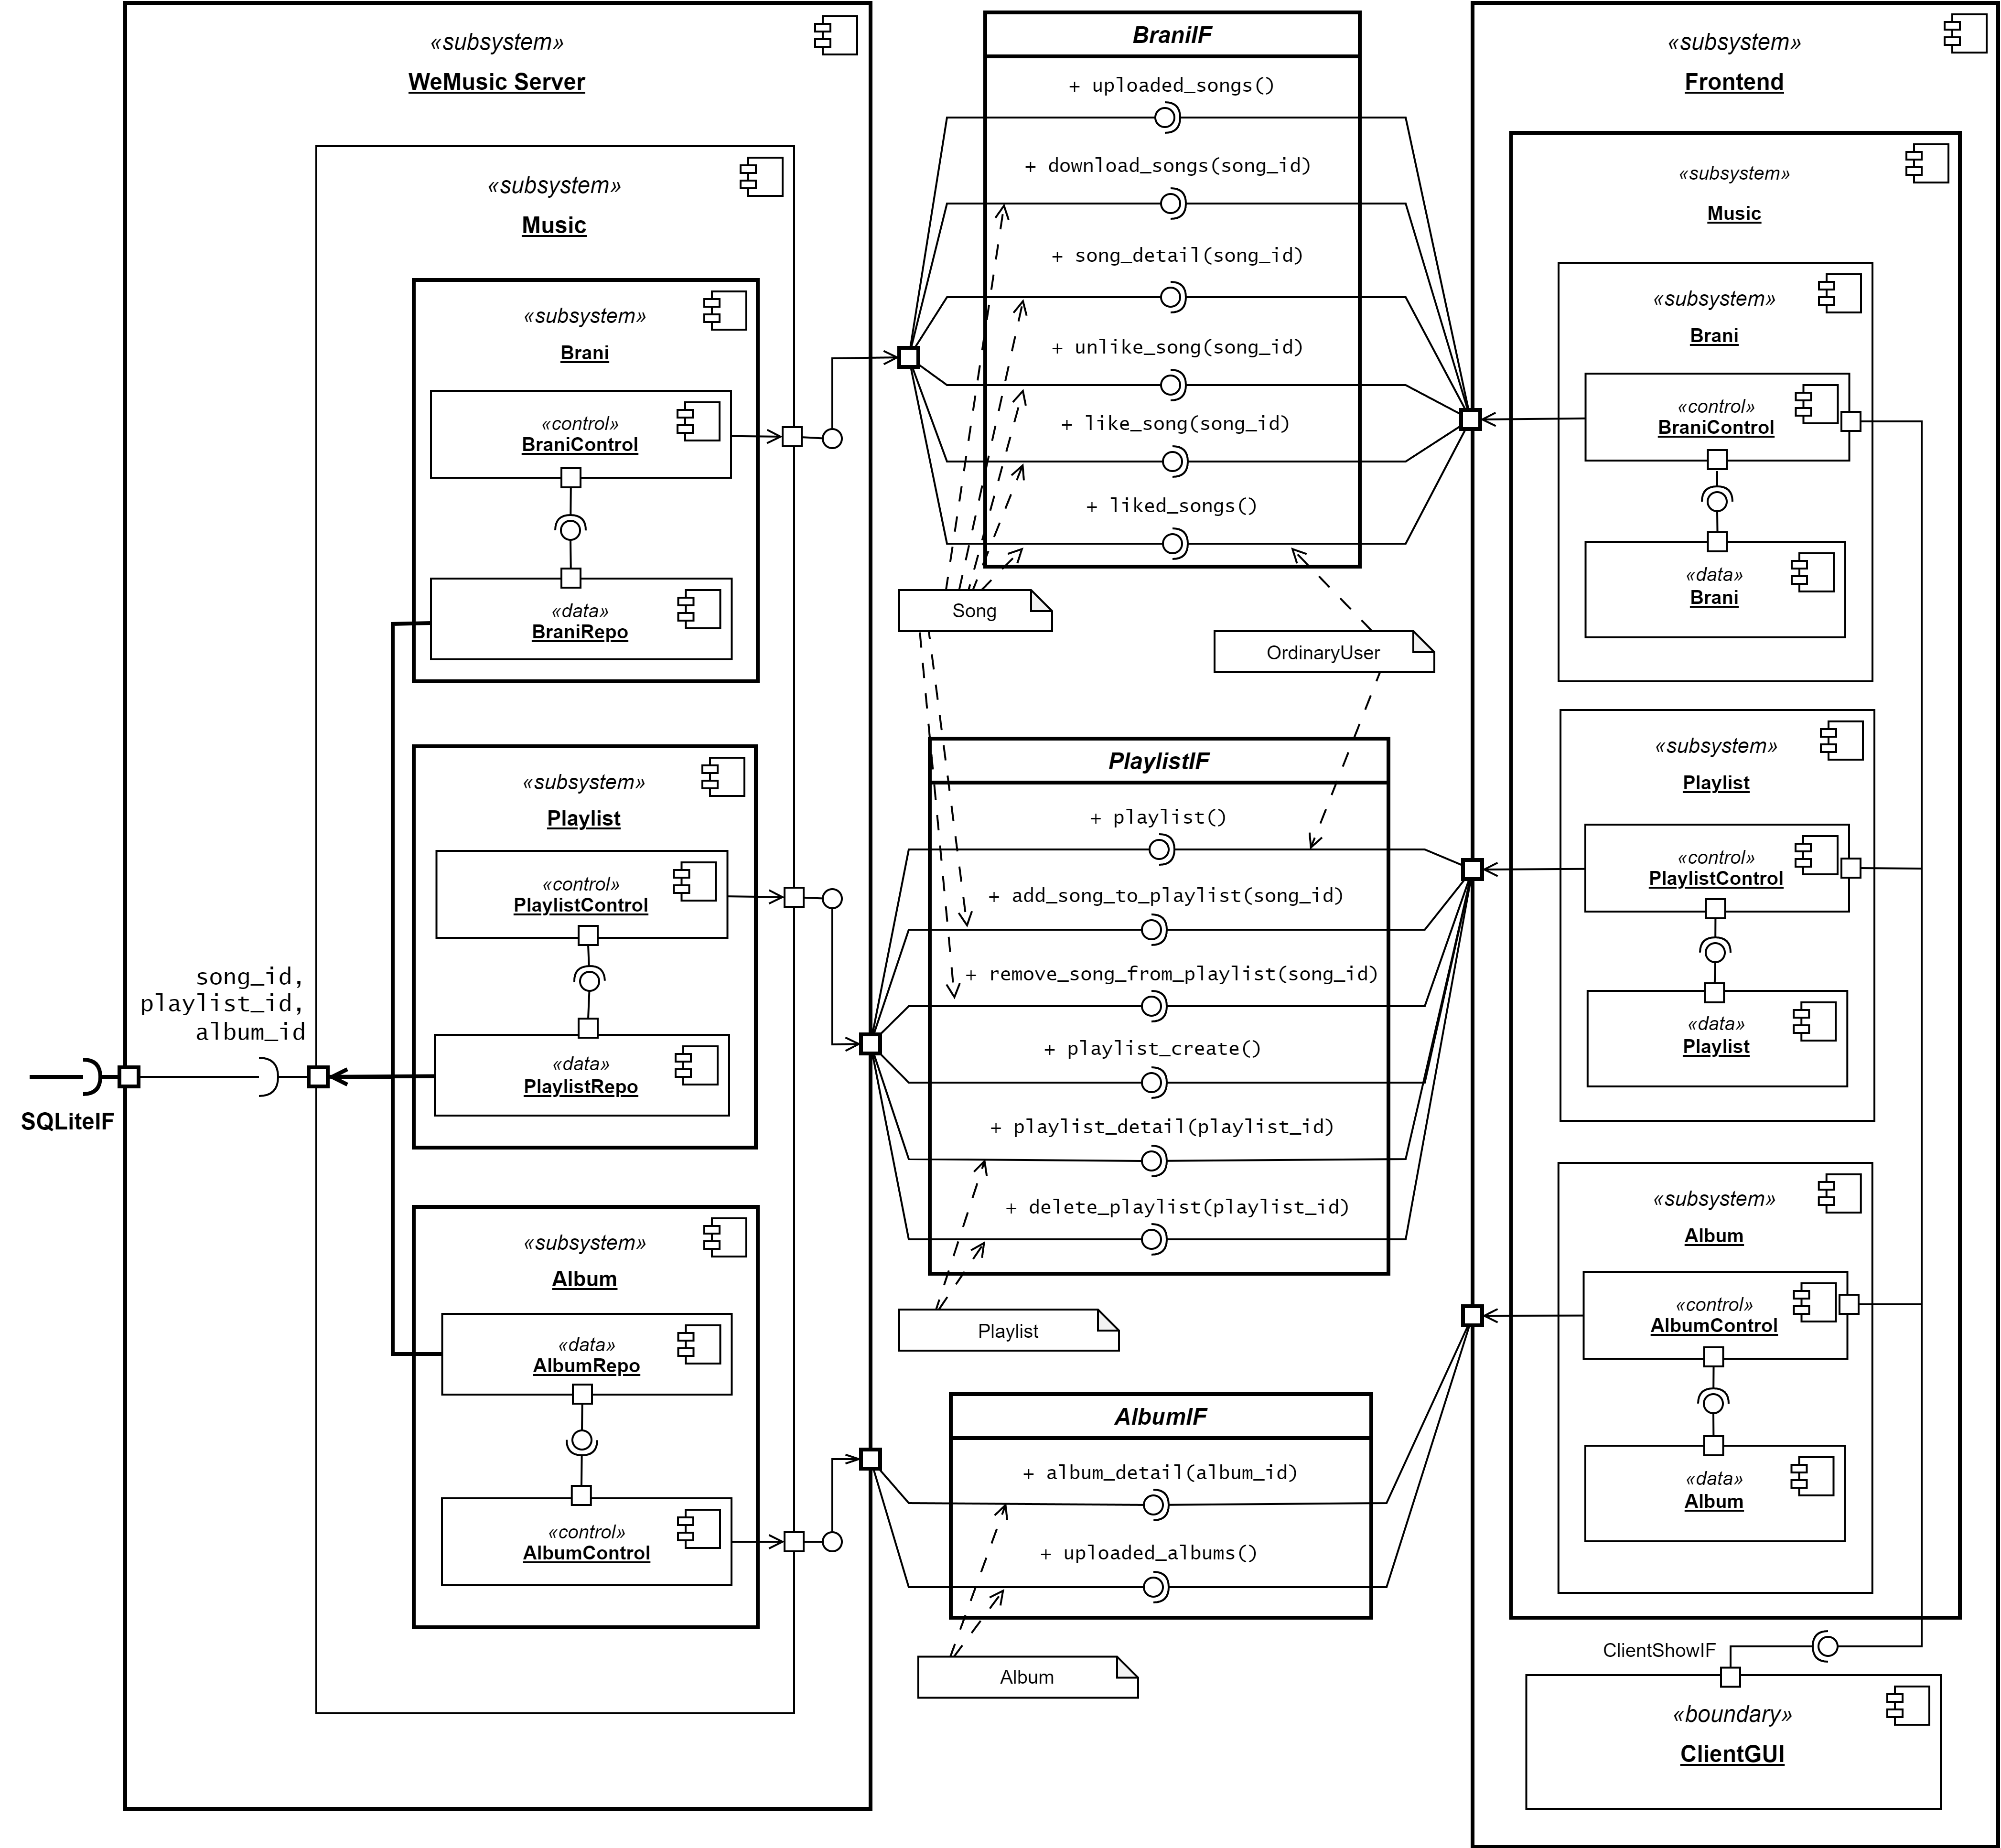 «subsystem»
WeMusic Server
«subsystem»
Music
«subsystem»
Brani
«control»
BraniControl
«data»
BraniRepo
«subsystem»
Playlist
«control»
PlaylistControl
«data»
PlaylistRepo
«subsystem»
Album
«data»
AlbumRepo
«control»
AlbumControl
song_id,
playlist_id,
album_id
SQLiteIF
BraniIF
+ uploaded_songs()
+ download_songs(song_id)
+ song_detail(song_id)
+ unlike_song(song_id)
+ like_song(song_id)
+ liked_songs()
Song
OrdinaryUser
PlaylistIF
+ playlist()
+ add_song_to_playlist(song_id)
+ remove_song_from_playlist(song_id)
+ playlist_create()
+ playlist_detail(playlist_id)
+ delete_playlist(playlist_id)
Playlist
AlbumIF
+ album_detail(album_id)
+ uploaded_albums()
Album
«subsystem»
Frontend
«subsystem»
Music
«subsystem»
Brani
«control»
BraniControl
«data»
Brani
«subsystem»
Playlist
«control»
PlaylistControl
«data»
Playlist
«subsystem»
Album
«control»
AlbumControl
«data»
Album
ClientShowIF
«boundary»
ClientGUI